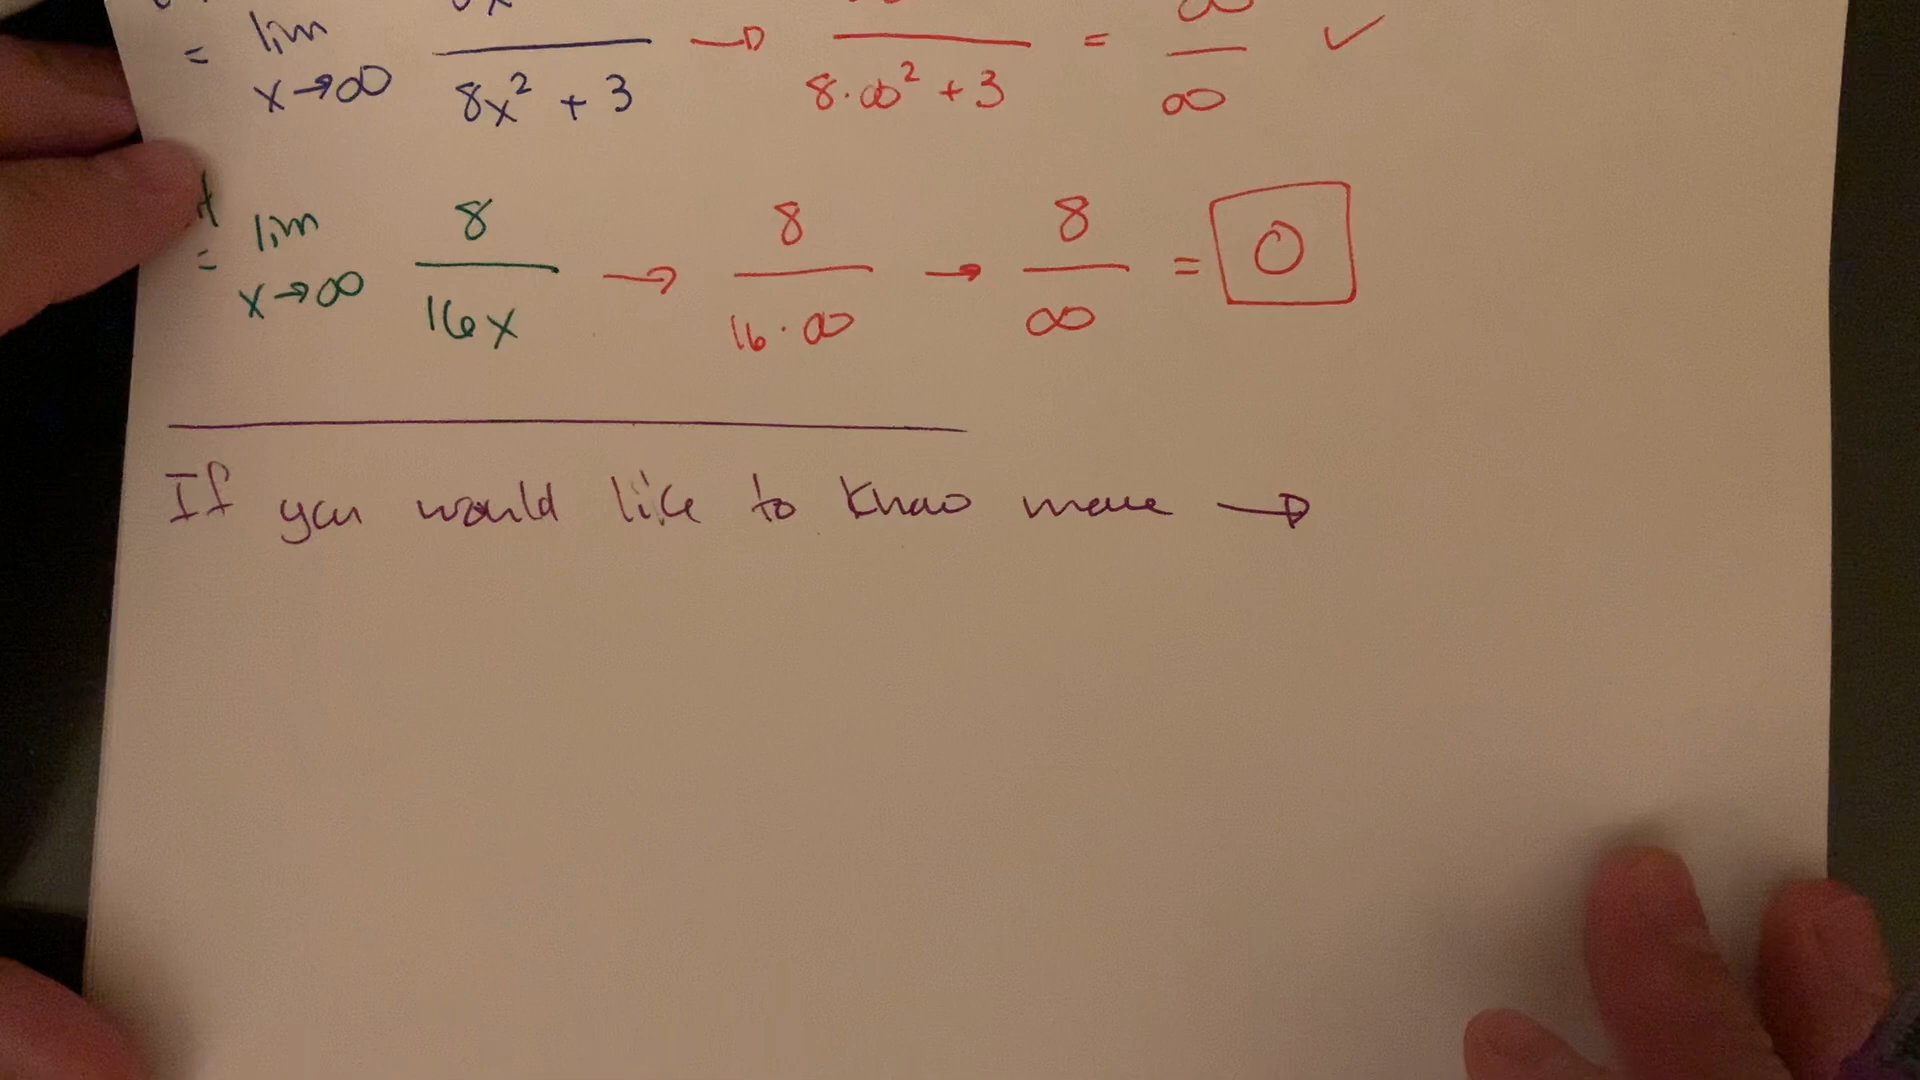 = lim x→∞ 8x² + 3 → 8·∞² + 3 = ∞/∞ ✓
= lim x→∞ 8/16x → 8/16·∞ → 8/∞ = 0
If you would like to know more →